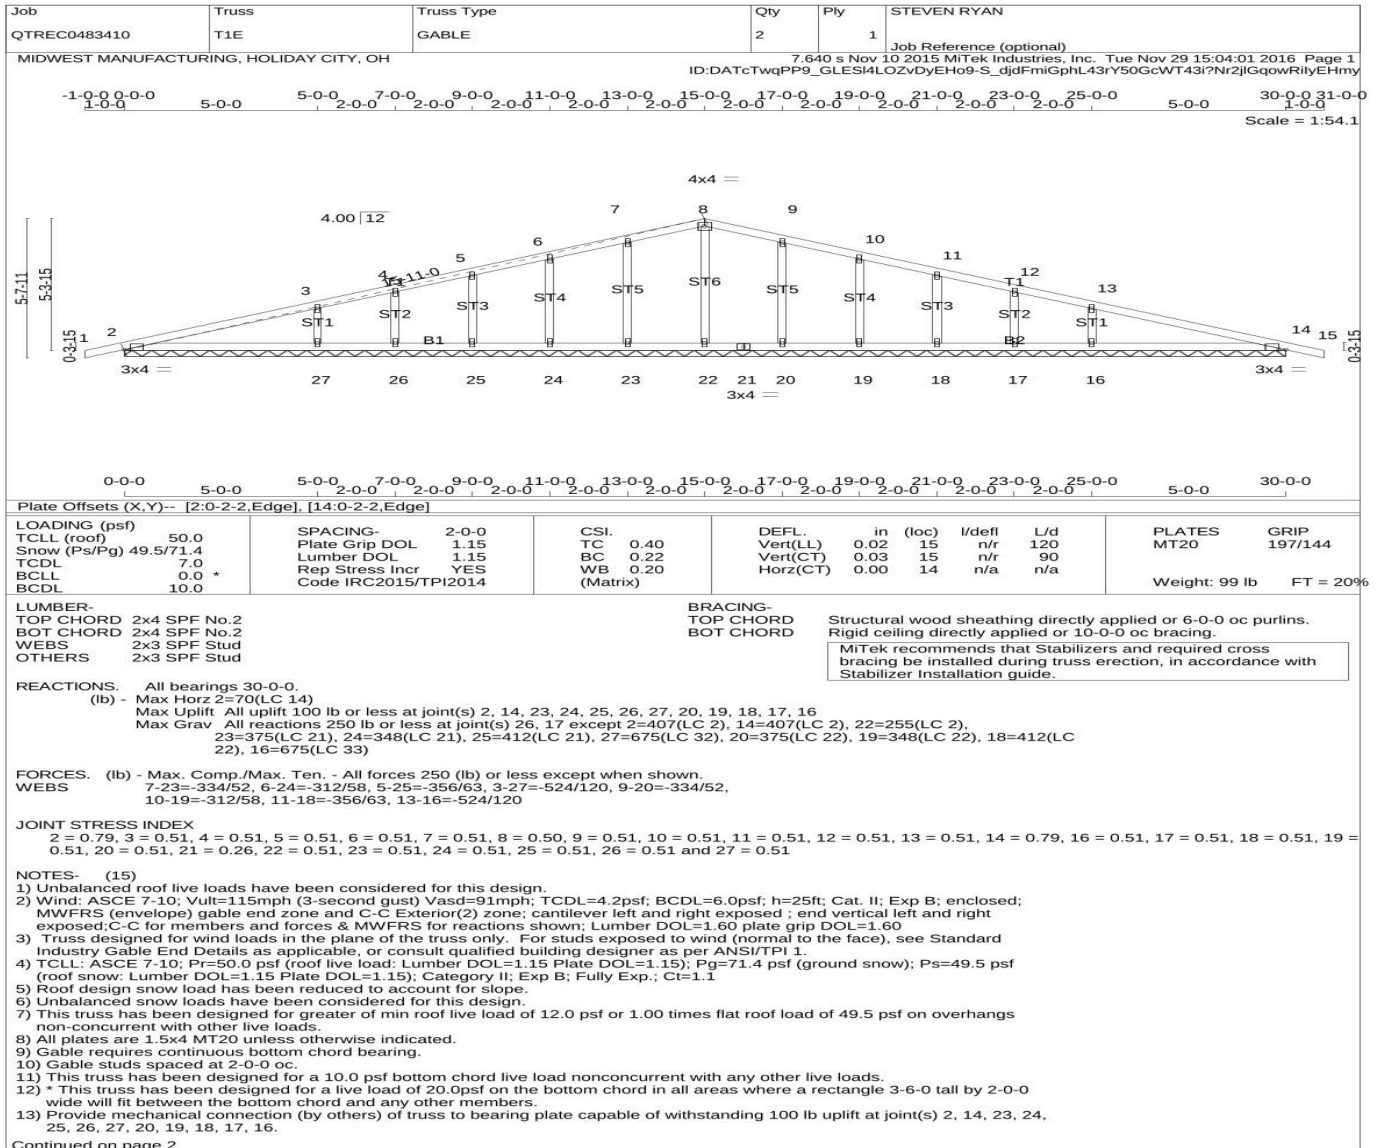 Job Truss Truss Type Qty Ply STEVEN RYAN
QTREC0483410 T1E GABLE 2 1
Job Reference (optional)
MIDWEST MANUFACTURING, HOLIDAY CITY, OH 7.640 s Nov 10 2015 MiTek Industries, Inc. Tue Nov 29 15:04:01 2016 Page 1
ID:DATcTwqPP9_GLESl4LOZvDyEHo9-S_djdFmiGphL43rY50GcWT43i?Nr2jlGqowRiIyEHmy
-1-0-0 0-0-0 5-0-0 7-0-0 9-0-0 11-0-0 13-0-0 15-0-0 17-0-0 19-0-0 21-0-0 23-0-0 25-0-0 30-0-0 31-0-0
1-0-0 5-0-0 2-0-0 2-0-0 2-0-0 2-0-0 2-0-0 2-0-0 2-0-0 2-0-0 2-0-0 2-0-0 5-0-0 1-0-0
Scale = 1:54.1
4x4 =
4.00 12
7 8 9
6 10
5 11
4 11-0 T1 12
3 13
ST1 ST2 ST3 ST4 ST5 ST6 ST5 ST4 ST3 ST2 ST1
5-7-11
5-3-15
0-3-15
1 2 B1 B2 14 15
0-3-15
3x4 = 3x4 =
27 26 25 24 23 22 21 20 19 18 17 16
3x4 =
0-0-0 5-0-0 7-0-0 9-0-0 11-0-0 13-0-0 15-0-0 17-0-0 19-0-0 21-0-0 23-0-0 25-0-0 30-0-0
5-0-0 2-0-0 2-0-0 2-0-0 2-0-0 2-0-0 2-0-0 2-0-0 2-0-0 2-0-0 2-0-0 5-0-0
Plate Offsets (X,Y)-- [2:0-2-2,Edge], [14:0-2-2,Edge]
LOADING (psf)
TCLL (roof) 50.0
Snow (Ps/Pg) 49.5/71.4
TCDL 7.0
BCLL 0.0 *
BCDL 10.0
SPACING- 2-0-0
Plate Grip DOL 1.15
Lumber DOL 1.15
Rep Stress Incr YES
Code IRC2015/TPI2014
CSI.
TC 0.40
BC 0.22
WB 0.20
(Matrix)
DEFL. in (loc) l/defl L/d
Vert(LL) 0.02 15 n/r 120
Vert(CT) 0.03 15 n/r 90
Horz(CT) 0.00 14 n/a n/a
PLATES GRIP
MT20 197/144
Weight: 99 lb FT = 20%
LUMBER-
TOP CHORD 2x4 SPF No.2
BOT CHORD 2x4 SPF No.2
WEBS 2x3 SPF Stud
OTHERS 2x3 SPF Stud
BRACING-
TOP CHORD Structural wood sheathing directly applied or 6-0-0 oc purlins.
BOT CHORD Rigid ceiling directly applied or 10-0-0 oc bracing.
MiTek recommends that Stabilizers and required cross
bracing be installed during truss erection, in accordance with
Stabilizer Installation guide.
REACTIONS. All bearings 30-0-0.
(lb) - Max Horz 2=70(LC 14)
Max Uplift All uplift 100 lb or less at joint(s) 2, 14, 23, 24, 25, 26, 27, 20, 19, 18, 17, 16
Max Grav All reactions 250 lb or less at joint(s) 26, 17 except 2=407(LC 2), 14=407(LC 2), 22=255(LC 2),
23=375(LC 21), 24=348(LC 21), 25=412(LC 21), 27=675(LC 32), 20=375(LC 22), 19=348(LC 22), 18=412(LC
22), 16=675(LC 33)
FORCES. (lb) - Max. Comp./Max. Ten. - All forces 250 (lb) or less except when shown.
WEBS 7-23=-334/52, 6-24=-312/58, 5-25=-356/63, 3-27=-524/120, 9-20=-334/52,
10-19=-312/58, 11-18=-356/63, 13-16=-524/120
JOINT STRESS INDEX
2 = 0.79, 3 = 0.51, 4 = 0.51, 5 = 0.51, 6 = 0.51, 7 = 0.51, 8 = 0.50, 9 = 0.51, 10 = 0.51, 11 = 0.51, 12 = 0.51, 13 = 0.51, 14 = 0.79, 16 = 0.51, 17 = 0.51, 18 = 0.51, 19 =
0.51, 20 = 0.51, 21 = 0.26, 22 = 0.51, 23 = 0.51, 24 = 0.51, 25 = 0.51, 26 = 0.51 and 27 = 0.51
NOTES- (15)
1) Unbalanced roof live loads have been considered for this design.
2) Wind: ASCE 7-10; Vult=115mph (3-second gust) Vasd=91mph; TCDL=4.2psf; BCDL=6.0psf; h=25ft; Cat. II; Exp B; enclosed;
MWFRS (envelope) gable end zone and C-C Exterior(2) zone; cantilever left and right exposed ; end vertical left and right
exposed;C-C for members and forces & MWFRS for reactions shown; Lumber DOL=1.60 plate grip DOL=1.60
3) Truss designed for wind loads in the plane of the truss only. For studs exposed to wind (normal to the face), see Standard
Industry Gable End Details as applicable, or consult qualified building designer as per ANSI/TPI 1.
4) TCLL: ASCE 7-10; Pr=50.0 psf (roof live load: Lumber DOL=1.15 Plate DOL=1.15); Pg=71.4 psf (ground snow); Ps=49.5 psf
(roof snow: Lumber DOL=1.15 Plate DOL=1.15); Category II; Exp B; Fully Exp.; Ct=1.1
5) Roof design snow load has been reduced to account for slope.
6) Unbalanced snow loads have been considered for this design.
7) This truss has been designed for greater of min roof live load of 12.0 psf or 1.00 times flat roof load of 49.5 psf on overhangs
non-concurrent with other live loads.
8) All plates are 1.5x4 MT20 unless otherwise indicated.
9) Gable requires continuous bottom chord bearing.
10) Gable studs spaced at 2-0-0 oc.
11) This truss has been designed for a 10.0 psf bottom chord live load nonconcurrent with any other live loads.
12) * This truss has been designed for a live load of 20.0psf on the bottom chord in all areas where a rectangle 3-6-0 tall by 2-0-0
wide will fit between the bottom chord and any other members.
13) Provide mechanical connection (by others) of truss to bearing plate capable of withstanding 100 lb uplift at joint(s) 2, 14, 23, 24,
25, 26, 27, 20, 19, 18, 17, 16.
Continued on page 2